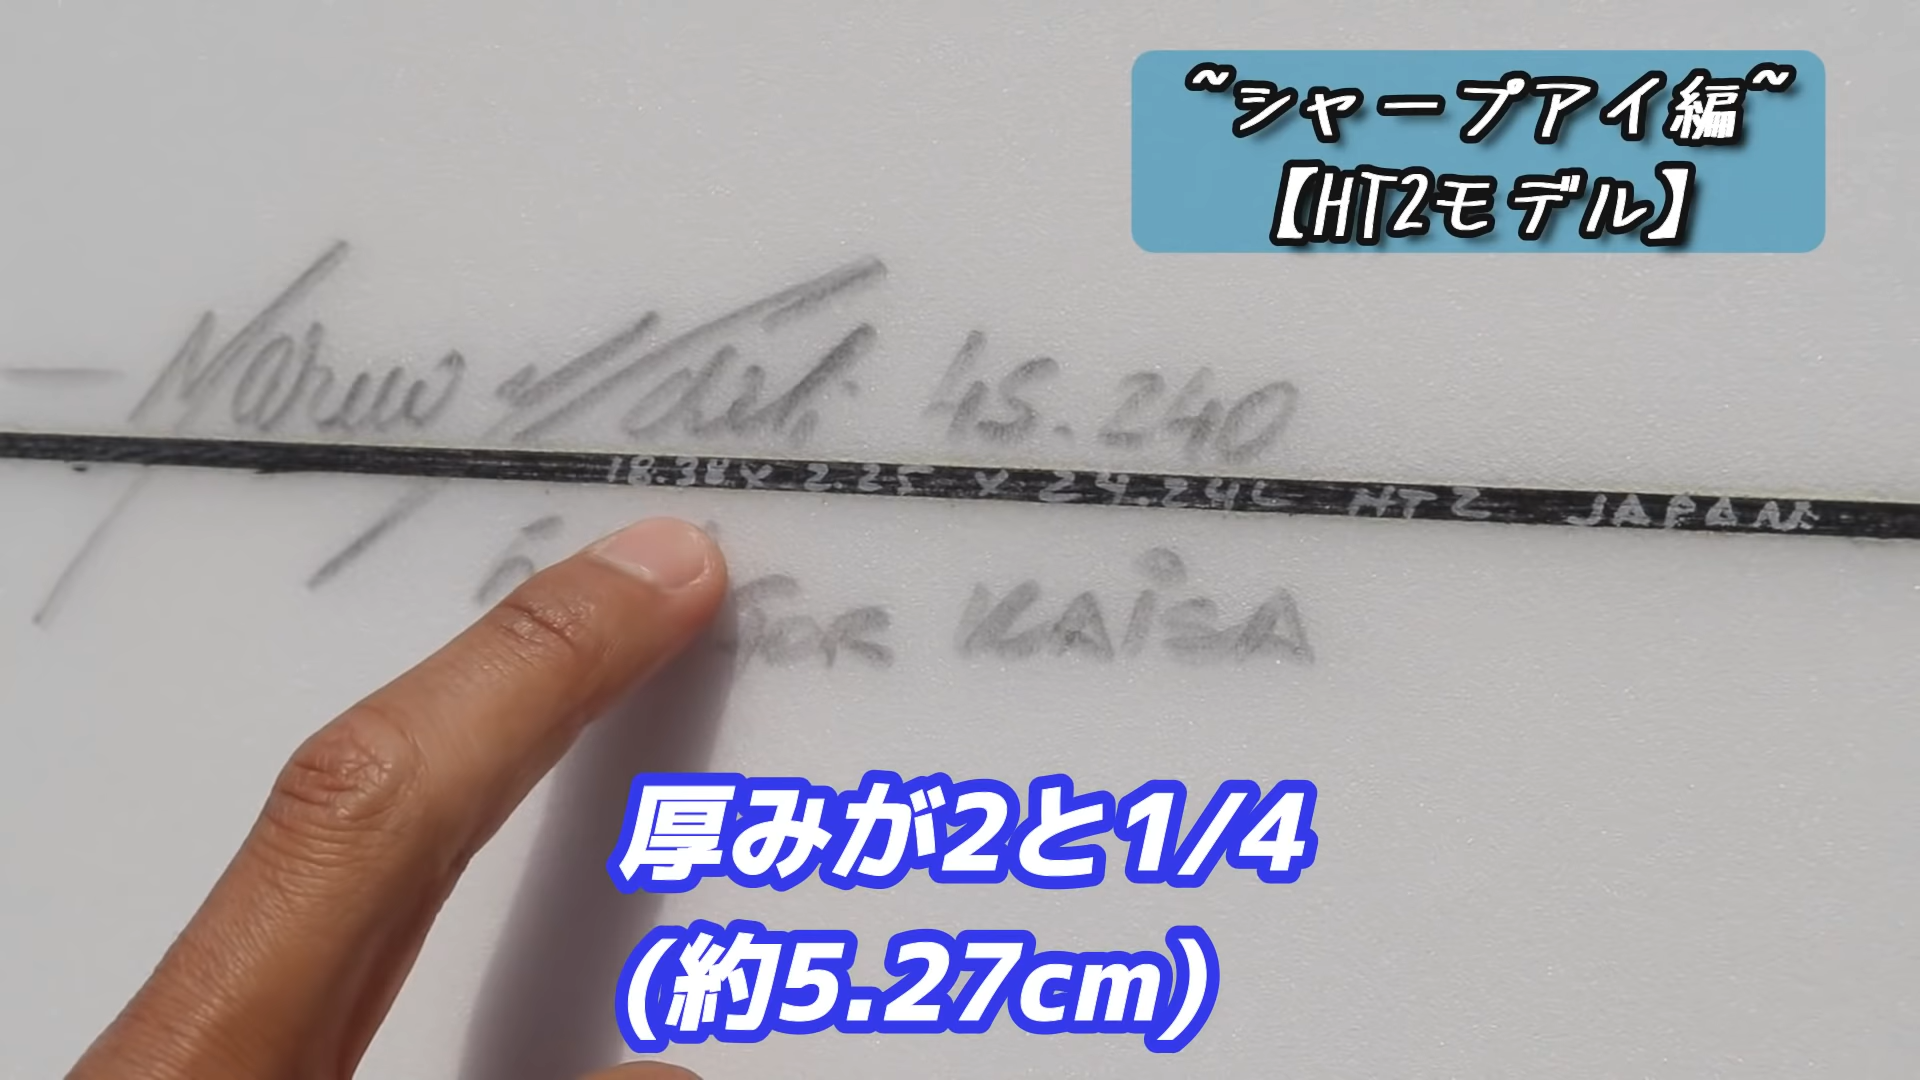 ~シャープアイ編~
【HT2モデル】
45.240
18.38 x 2.25 x 24.24L HT2 JAPAN
FOR KAISA
厚みが2と1/4
(約5.27cm)